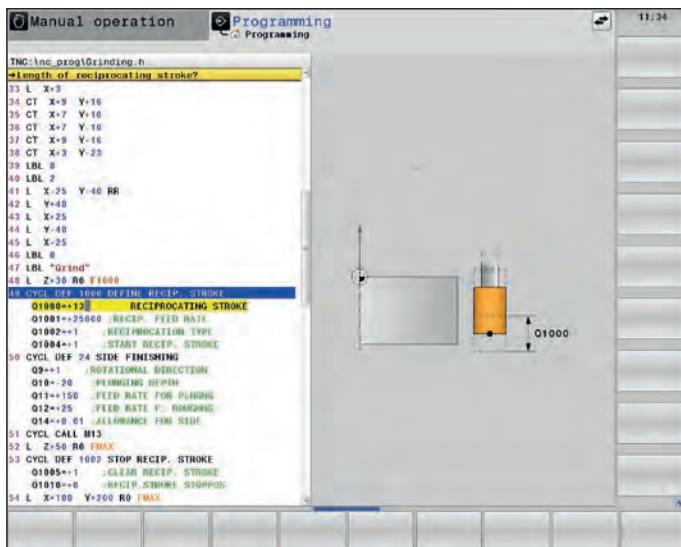 Manual operation
Programming
Programming
11:34
TNC:\nc_prog\Grinding.h
→Length of reciprocating stroke?
33 L X+3
34 CT X+9 Y+16
35 CT X+7 Y+10
36 CT X+7 Y-10
37 CT X+9 Y-16
38 CT X+3 Y-23
39 LBL 0
40 LBL 2
41 L X-25 Y-40 RR
42 L Y+40
43 L X+25
44 L Y-40
45 L X-25
46 LBL 0
47 LBL "Grind"
48 L Z+30 R0 F1000
49 CYCL DEF 1000 DEFINE RECIP. STROKE
Q1000=+13 RECIPROCATING STROKE
Q1001=+25000 ;RECIP. FEED RATE
Q1002=+1 ;RECIPROCATION TYPE
Q1004=+1 ;START RECIP. STROKE
50 CYCL DEF 24 SIDE FINISHING
Q9=+1 ;ROTATIONAL DIRECTION
Q10=-20 ;PLUNGING DEPTH
Q11=+150 ;FEED RATE FOR PLNGNG
Q12=+25 ;FEED RATE F. ROUGHNG
Q14=+0.01 ;ALLOWANCE FOR SIDE
51 CYCL CALL M13
52 L Z+50 R0 FMAX
53 CYCL DEF 1002 STOP RECIP. STROKE
Q1005=+1 ;CLEAR RECIP. STROKE
Q1010=+0 ;RECIP.STROKE STOPPOS
54 L X+100 Y+200 R0 FMAX
Q1000